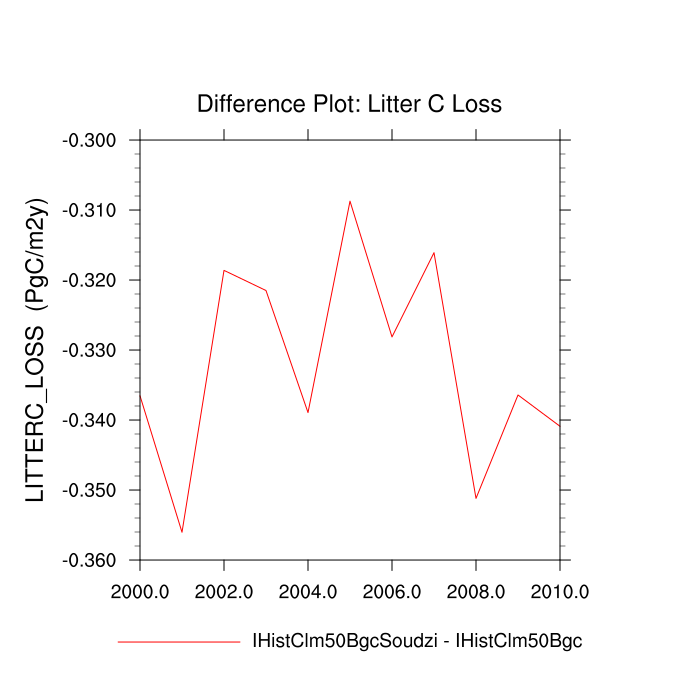 Difference Plot: Litter C Loss
LITTERC_LOSS (PgC/m2y)
-0.300
-0.310
-0.320
-0.330
-0.340
-0.350
-0.360
2000.0 2002.0 2004.0 2006.0 2008.0 2010.0
IHistClm50BgcSoudzi - IHistClm50Bgc